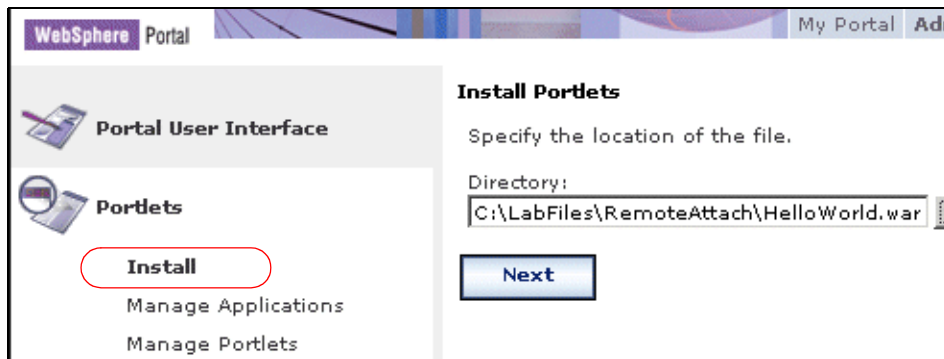 WebSphere Portal
My Portal
Portal User Interface
Portlets
Install
Manage Applications
Manage Portlets
Install Portlets
Specify the location of the file.
Directory:
C:\LabFiles\RemoteAttach\HelloWorld.war
Next